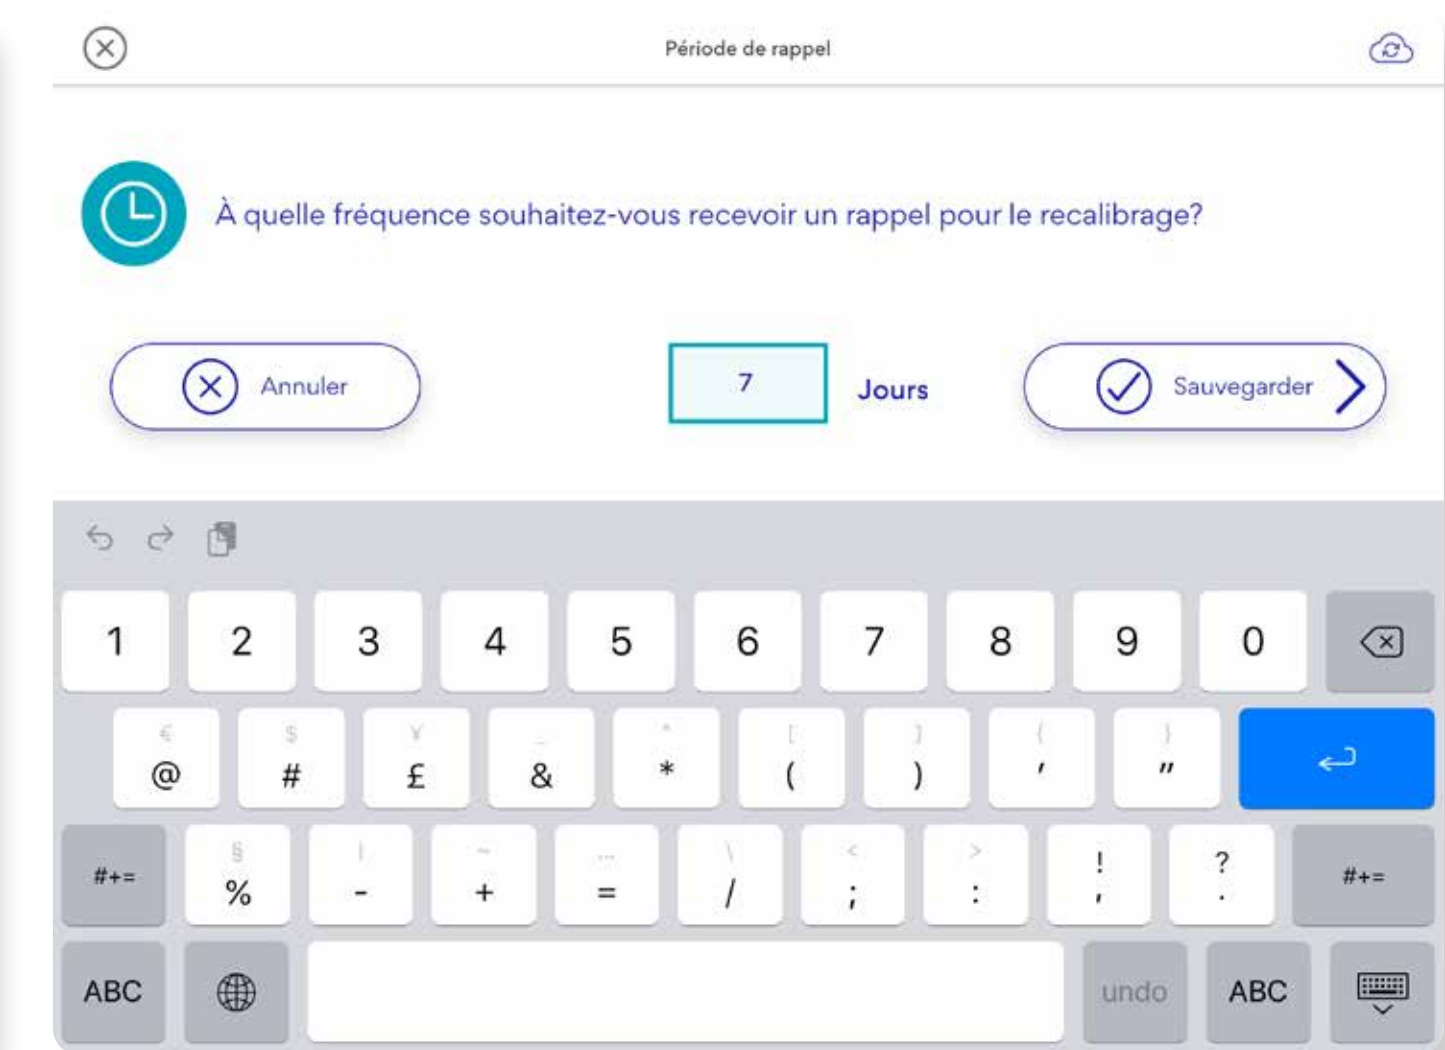 Période de rappel
À quelle fréquence souhaitez-vous recevoir un rappel pour le recalibrage?
Annuler
7
Jours
Sauvegarder
1 2 3 4 5 6 7 8 9 0
€ $ ¥ _ ^ [ ] { }
@ # £ & * ( ) ' "
§ | ~ … \ < > ! ?
#+= % - + = / ; : , . #+=
ABC undo ABC